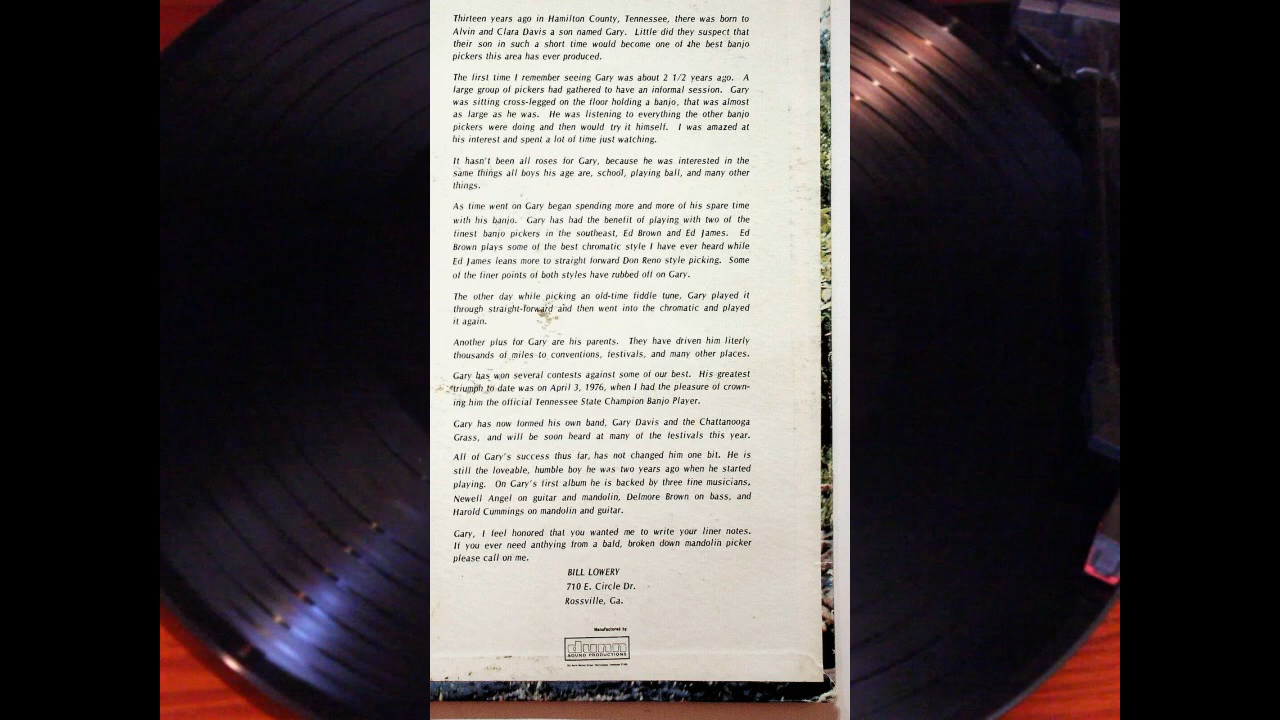 Thirteen years ago in Hamilton County, Tennessee, there was born to
Alvin and Clara Davis a son named Gary. Little did they suspect that
their son in such a short time would become one of the best banjo
pickers this area has ever produced.
The first time I remember seeing Gary was about 2 1/2 years ago. A
large group of pickers had gathered to have an informal session. Gary
was sitting cross-legged on the floor holding a banjo, that was almost
as large as he was. He was listening to everything the other banjo
pickers were doing and then would try it himself. I was amazed at
his interest and spent a lot of time just watching.
It hasn't been all roses for Gary, because he was interested in the
same things all boys his age are, school, playing ball, and many other
things.
As time went on Gary began spending more and more of his spare time
with his banjo. Gary has had the benefit of playing with two of the
finest banjo pickers in the southeast, Ed Brown and Ed James. Ed
Brown plays some of the best chromatic style I have ever heard while
Ed James leans more to straight forward Don Reno style picking. Some
of the finer points of both styles have rubbed off on Gary.
The other day while picking an old-time fiddle tune, Gary played it
through straight-forward and then went into the chromatic and played
it again.
Another plus for Gary are his parents. They have driven him literly
thousands of miles to conventions, festivals, and many other places.
Gary has won several contests against some of our best. His greatest
triumph to date was on April 3, 1976, when I had the pleasure of crown-
ing him the official Tennessee State Champion Banjo Player.
Gary has now formed his own band, Gary Davis and the Chattanooga
Grass, and will be soon heard at many of the festivals this year.
All of Gary's success thus far, has not changed him one bit. He is
still the loveable, humble boy he was two years ago when he started
playing. On Gary's first album he is backed by three fine musicians,
Newell Angel on guitar and mandolin, Delmore Brown on bass, and
Harold Cummings on mandolin and guitar.
Gary, I feel honored that you wanted me to write your liner notes.
If you ever need anthying from a bald, broken down mandolin picker
please call on me.
BILL LOWERY
710 E. Circle Dr.
Rossville, Ga.
Manufactured by
dunn
SOUND PRODUCTIONS